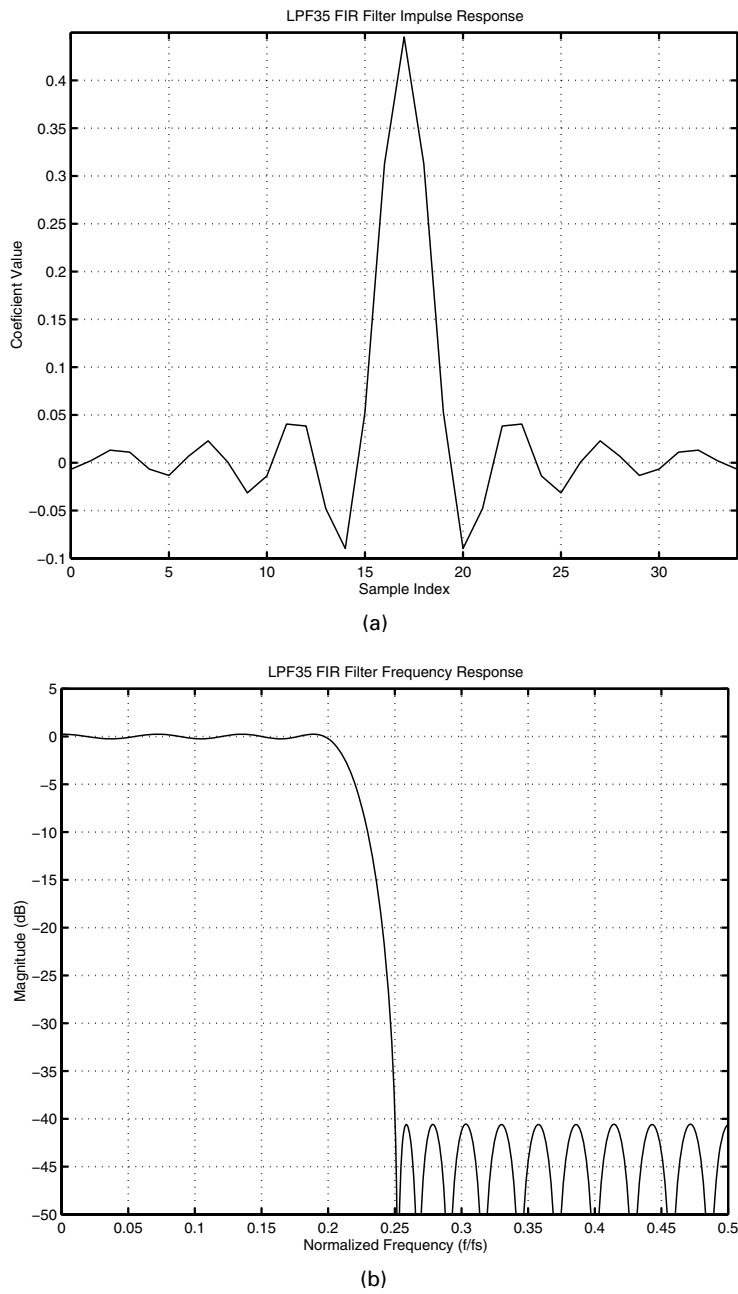 LPF35 FIR Filter Impulse Response
0.4
0.35
0.3
0.25
0.2
0.15
0.1
0.05
0
−0.05
−0.1
Coeficient Value
0 5 10 15 20 25 30
Sample Index
(a)
LPF35 FIR Filter Frequency Response
5
0
−5
−10
−15
−20
−25
−30
−35
−40
−45
−50
Magnitude (dB)
0 0.05 0.1 0.15 0.2 0.25 0.3 0.35 0.4 0.45 0.5
Normalized Frequency (f/fs)
(b)